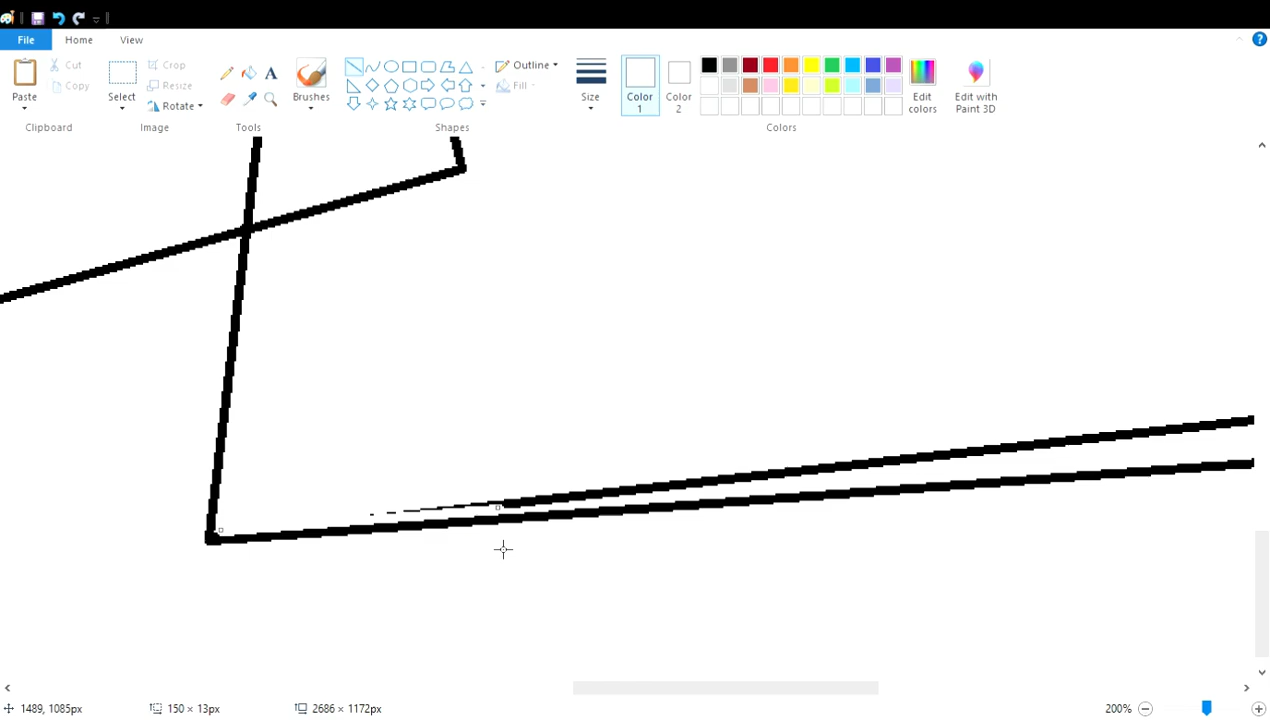 File Home View
Paste Cut Copy Select Crop Resize Rotate A Brushes Outline Fill Size Color 1 Color 2 Edit colors Edit with Paint 3D
Clipboard Image Tools Shapes Colors
1489, 1085px 150 × 13px 2686 × 1172px 200%